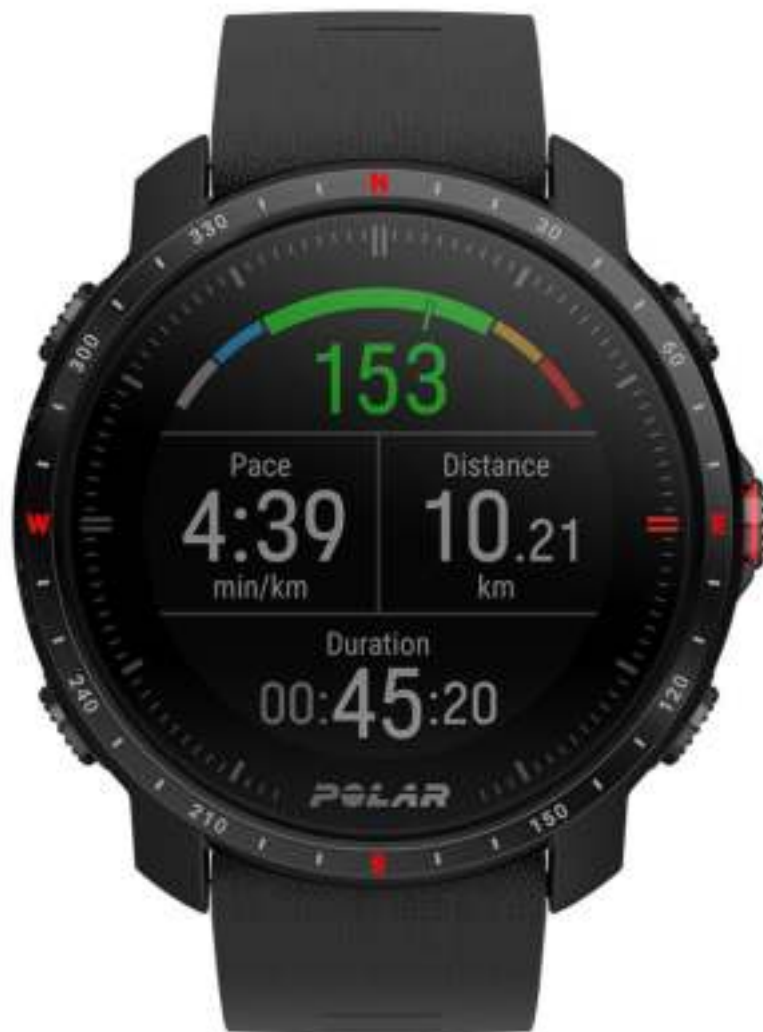 N
330
30
300
60
153
Pace
Distance
4:39
10.21
min/km
km
W
E
Duration
00:45:20
240
120
POLAR
210
150
S